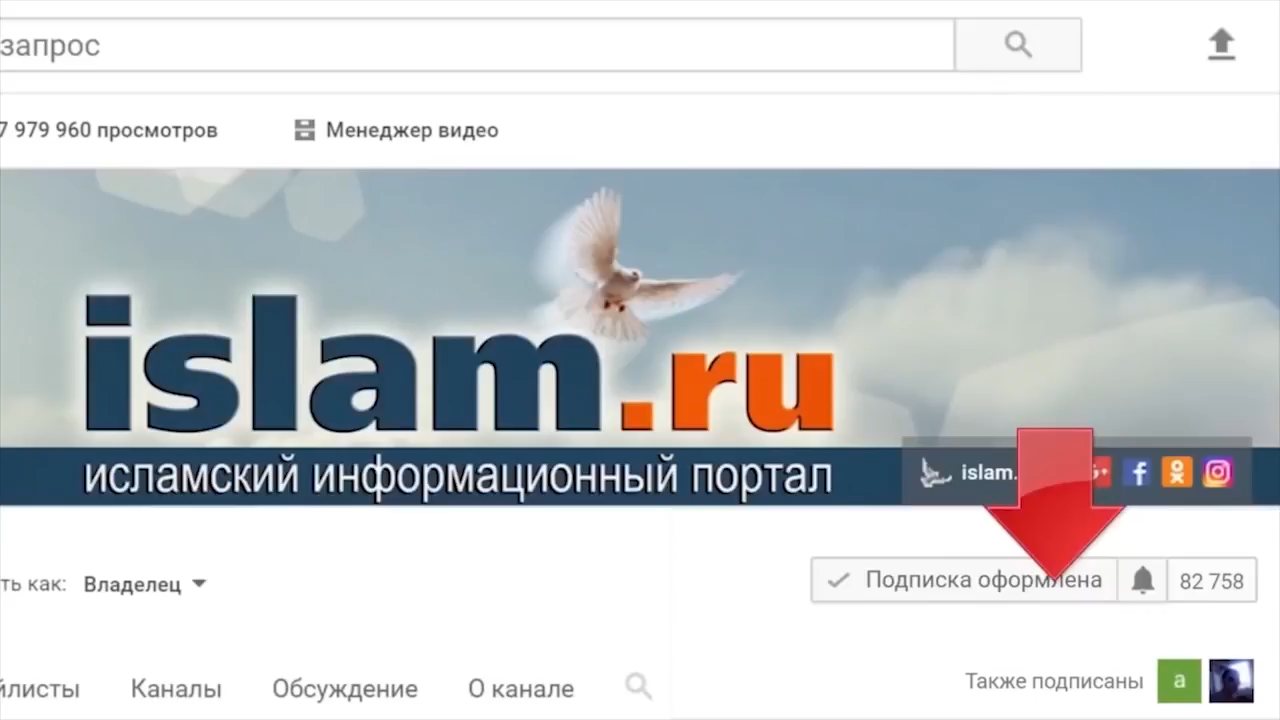 запрос
7 979 960 просмотров
Менеджер видео
islam.ru
исламский информационный портал
islam.
Подписка оформлена
82 758
ть как: Владелец
йлисты
Каналы
Обсуждение
О канале
Также подписаны
a